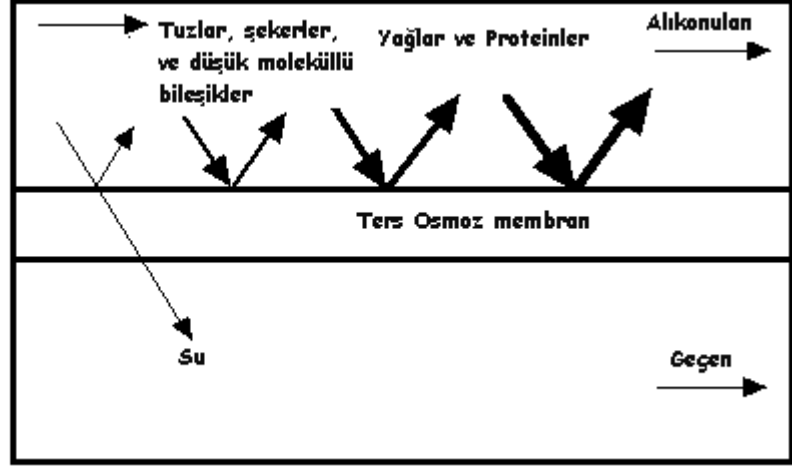 Tuzlar, şekerler,
ve düşük moleküllü
bileşikler
Yağlar ve Proteinler
Alıkonulan
Ters Osmoz membran
Su
Geçen